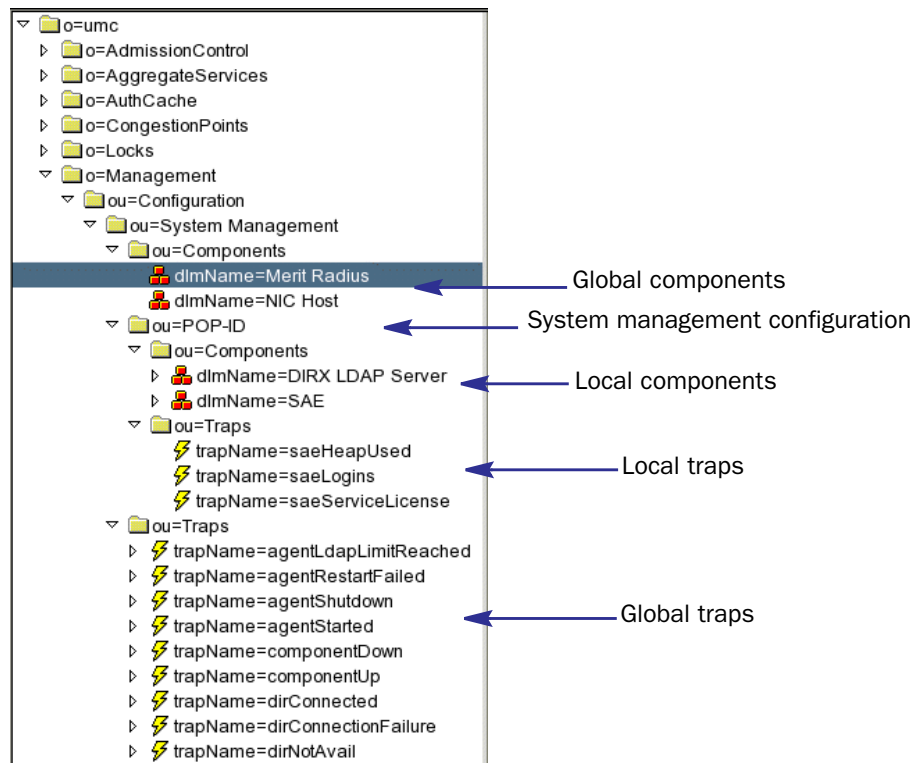 o=umc
o=AdmissionControl
o=AggregateServices
o=AuthCache
o=CongestionPoints
o=Locks
o=Management
ou=Configuration
ou=System Management
ou=Components
dlmName=Merit Radius
Global components
dlmName=NIC Host
ou=POP-ID
System management configuration
ou=Components
dlmName=DIRX LDAP Server
Local components
dlmName=SAE
ou=Traps
trapName=saeHeapUsed
trapName=saeLogins
Local traps
trapName=saeServiceLicense
ou=Traps
trapName=agentLdapLimitReached
trapName=agentRestartFailed
trapName=agentShutdown
trapName=agentStarted
Global traps
trapName=componentDown
trapName=componentUp
trapName=dirConnected
trapName=dirConnectionFailure
trapName=dirNotAvail